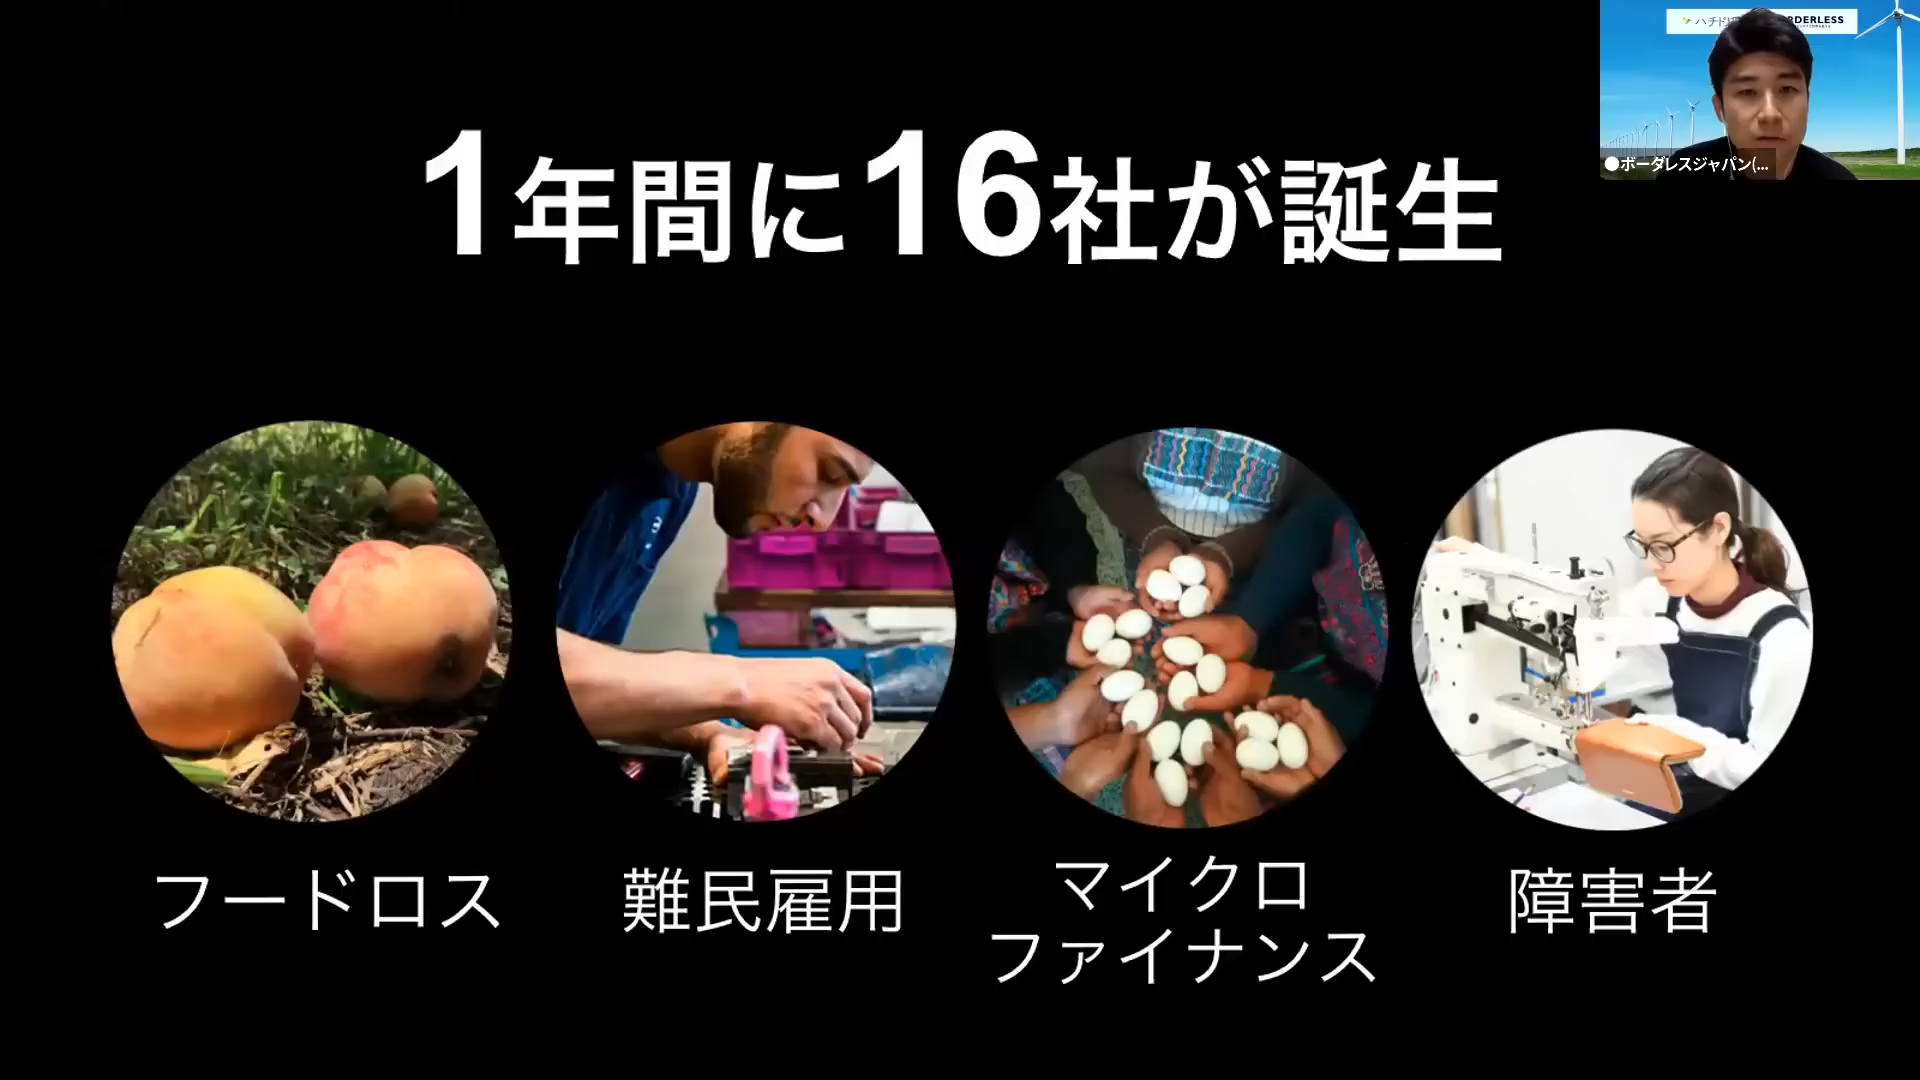 1年間に16社が誕生
RDERLESS
●ボーダレスジャパン(...
フードロス
難民雇用
マイクロ
ファイナンス
障害者